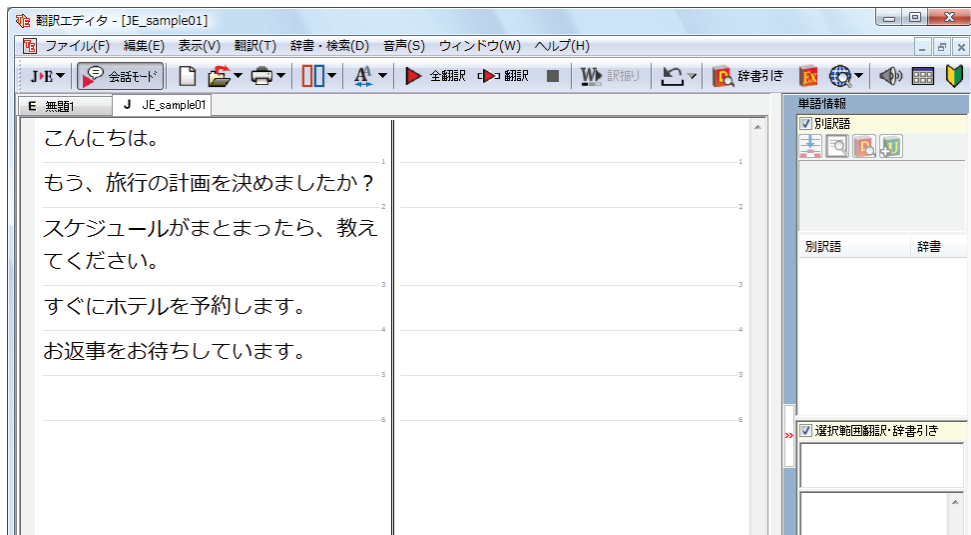 翻訳エディタ - [JE_sample01]
ファイル(F) 編集(E) 表示(V) 翻訳(T) 辞書・検索(D) 音声(S) ウィンドウ(W) ヘルプ(H)
J▸E 会話モード A 全翻訳 翻訳 W 訳振り 辞書引き EX
E 無題1 J JE_sample01
単語情報
別訳語
別訳語 辞書
こんにちは。
1 1
もう、旅行の計画を決めましたか？
2 2
スケジュールがまとまったら、教え
てください。
3 3
すぐにホテルを予約します。
4 4
お返事をお待ちしています。
5 5
6 6
選択範囲翻訳・辞書引き